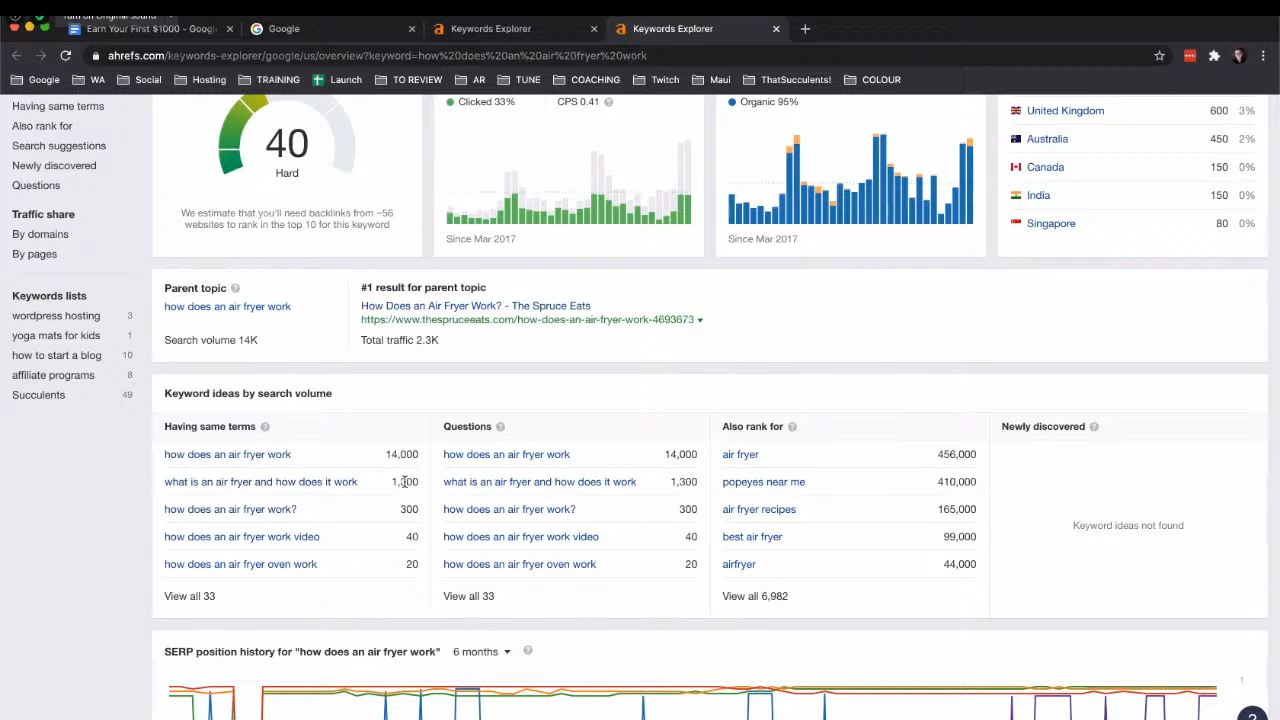 Turn on Original Sound
Earn Your First $1000 - Googl
Google
Keywords Explorer
Keywords Explorer
ahrefs.com/keywords-explorer/google/us/overview?keyword=how%20does%20an%20air%20fryer%20work
Google WA Social Hosting TRAINING Launch TO REVIEW AR TUNE COACHING Twitch Maui ThatSucculents! COLOUR
Having same terms
Also rank for
Search suggestions
Newly discovered
Questions
Traffic share
By domains
By pages
Keywords lists
wordpress hosting 3
yoga mats for kids 1
how to start a blog 10
affiliate programs 8
Succulents 49
40
Hard
We estimate that you'll need backlinks from ~56
websites to rank in the top 10 for this keyword
Clicked 33% CPS 0.41
Since Mar 2017
Organic 95%
Since Mar 2017
United Kingdom 600 3%
Australia 450 2%
Canada 150 0%
India 150 0%
Singapore 80 0%
Parent topic
how does an air fryer work
Search volume 14K
#1 result for parent topic
How Does an Air Fryer Work? - The Spruce Eats
https://www.thespruceeats.com/how-does-an-air-fryer-work-4693673
Total traffic 2.3K
Keyword ideas by search volume
Having same terms
how does an air fryer work 14,000
what is an air fryer and how does it work 1,300
how does an air fryer work? 300
how does an air fryer work video 40
how does an air fryer oven work 20
View all 33
Questions
how does an air fryer work 14,000
what is an air fryer and how does it work 1,300
how does an air fryer work? 300
how does an air fryer work video 40
how does an air fryer oven work 20
View all 33
Also rank for
air fryer 456,000
popeyes near me 410,000
air fryer recipes 165,000
best air fryer 99,000
airfryer 44,000
View all 6,982
Newly discovered
Keyword ideas not found
SERP position history for "how does an air fryer work" 6 months
1